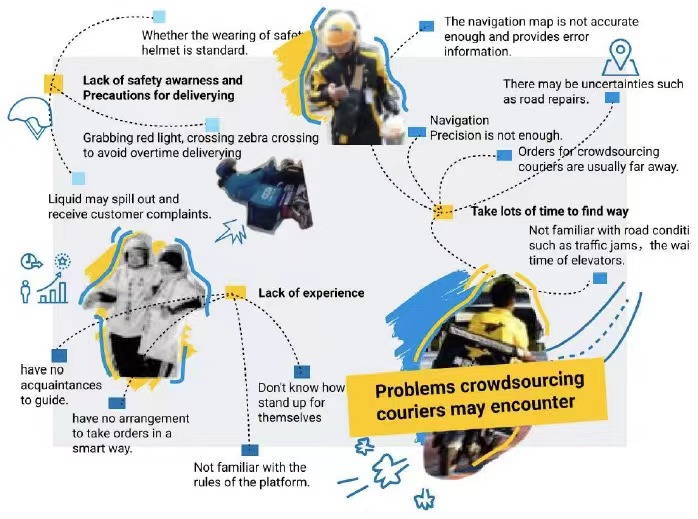 Whether the wearing of safet
helmet is standard.
Lack of safety awarness and
Precautions for deliverying
Grabbing red light, crossing zebra crossing
to avoid overtime deliverying
Liquid may spill out and
receive customer complaints.
The navigation map is not accurate
enough and provides error
information.
There may be uncertainties such
as road repairs.
Navigation
Precision is not enough.
Orders for crowdsourcing
couriers are usually far away.
Take lots of time to find way
Not familiar with road conditi
such as traffic jams, the wai
time of elevators.
Lack of experience
have no
acquaintances
to guide.
have no arrangement
to take orders in a
smart way.
Don't know how
stand up for
themselves
Not familiar with the
rules of the platform.
Problems crowdsourcing
couriers may encounter